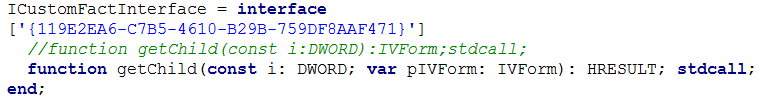 ICustomFactInterface = interface
['{119E2EA6-C7B5-4610-B29B-759DF8AAF471}']
//function getChild(const i:DWORD):IVForm;stdcall;
function getChild(const i: DWORD; var pIVForm: IVForm): HRESULT; stdcall;
end;